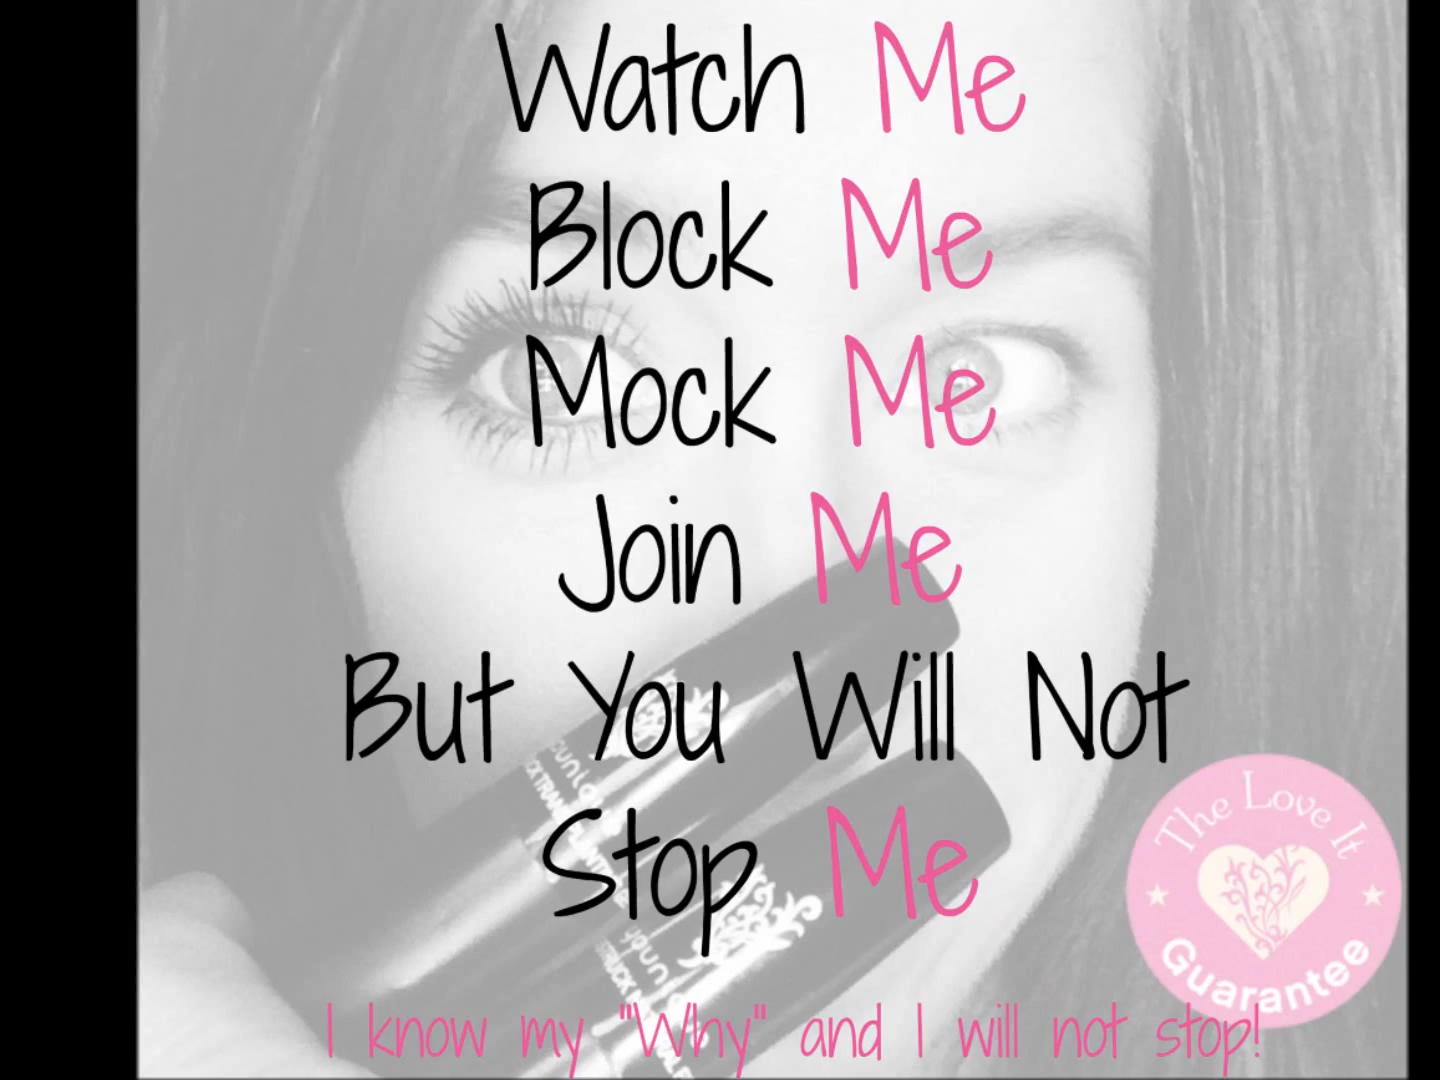 Watch Me
Block Me
Mock Me
Join Me
But You Will Not
Stop Me
The Love It
Guarantee
I know my "Why" and I will not stop!